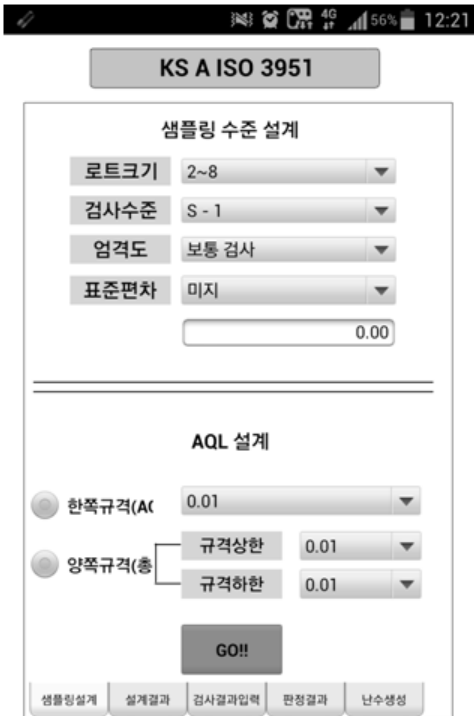 4G 56% 12:21
KS A ISO 3951
샘플링 수준 설계
로트크기 2~8
검사수준 S - 1
엄격도 보통 검사
표준편차 미지
0.00
AQL 설계
한쪽규격(AQ 0.01
양쪽규격(총 규격상한 0.01
규격하한 0.01
GO!!
샘플링설계 설계결과 검사결과입력 판정결과 난수생성